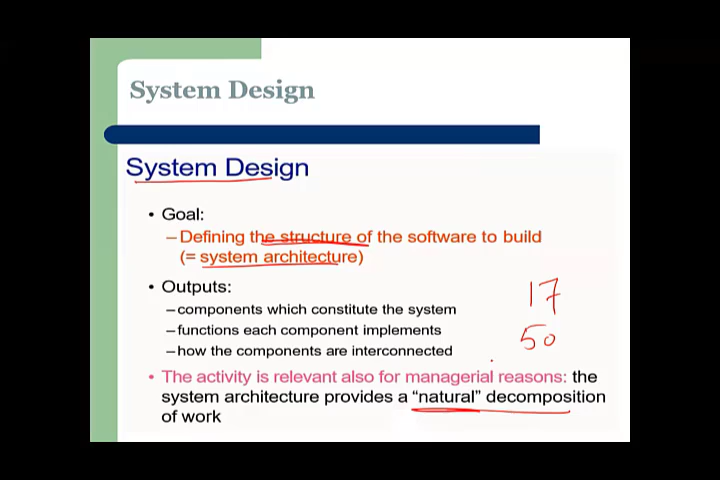 System Design
System Design
• Goal:
–Defining the structure of the software to build
(= system architecture)
• Outputs:
–components which constitute the system
17
–functions each component implements
50
–how the components are interconnected
• The activity is relevant also for managerial reasons: the
system architecture provides a “natural” decomposition
of work